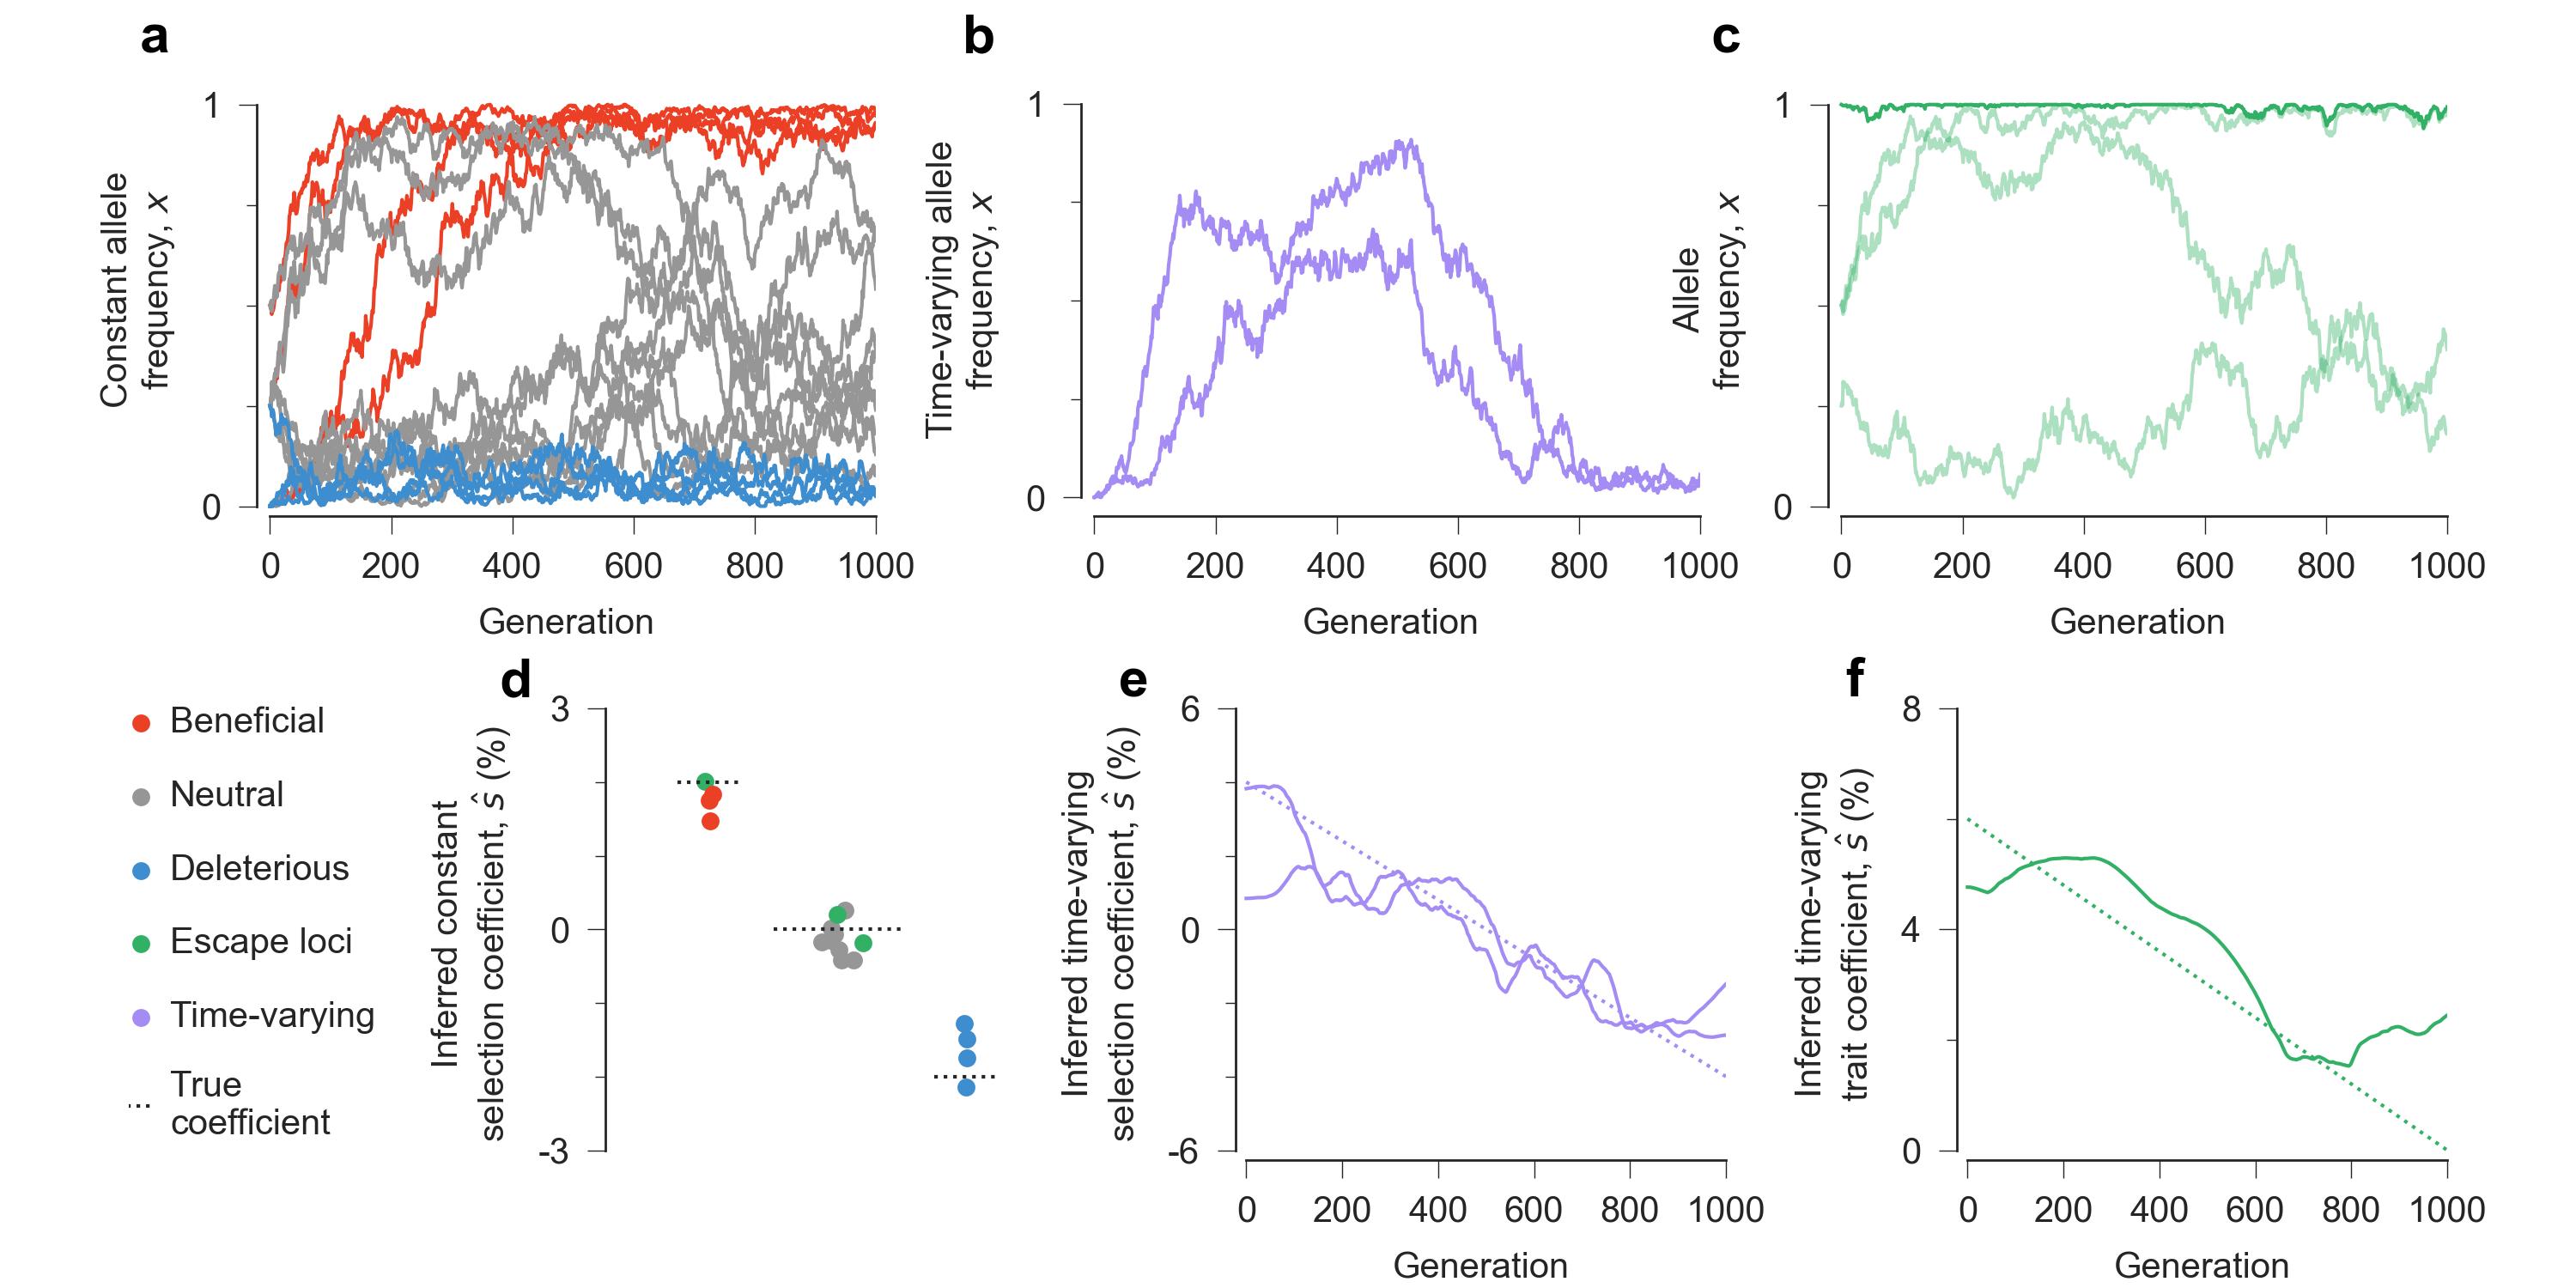 a
b
c
1
0
Constant allele
frequency, x
0 200 400 600 800 1000
Generation
1
0
Time-varying allele
frequency, x
0 200 400 600 800 1000
Generation
1
0
Allele
frequency, x
0 200 400 600 800 1000
Generation
Beneficial
Neutral
Deleterious
Escape loci
Time-varying
True
coefficient
d
3
0
-3
Inferred constant
selection coefficient, ŝ (%)
e
6
0
-6
Inferred time-varying
selection coefficient, ŝ (%)
0 200 400 600 800 1000
Generation
f
8
4
0
Inferred time-varying
trait coefficient, ŝ (%)
0 200 400 600 800 1000
Generation